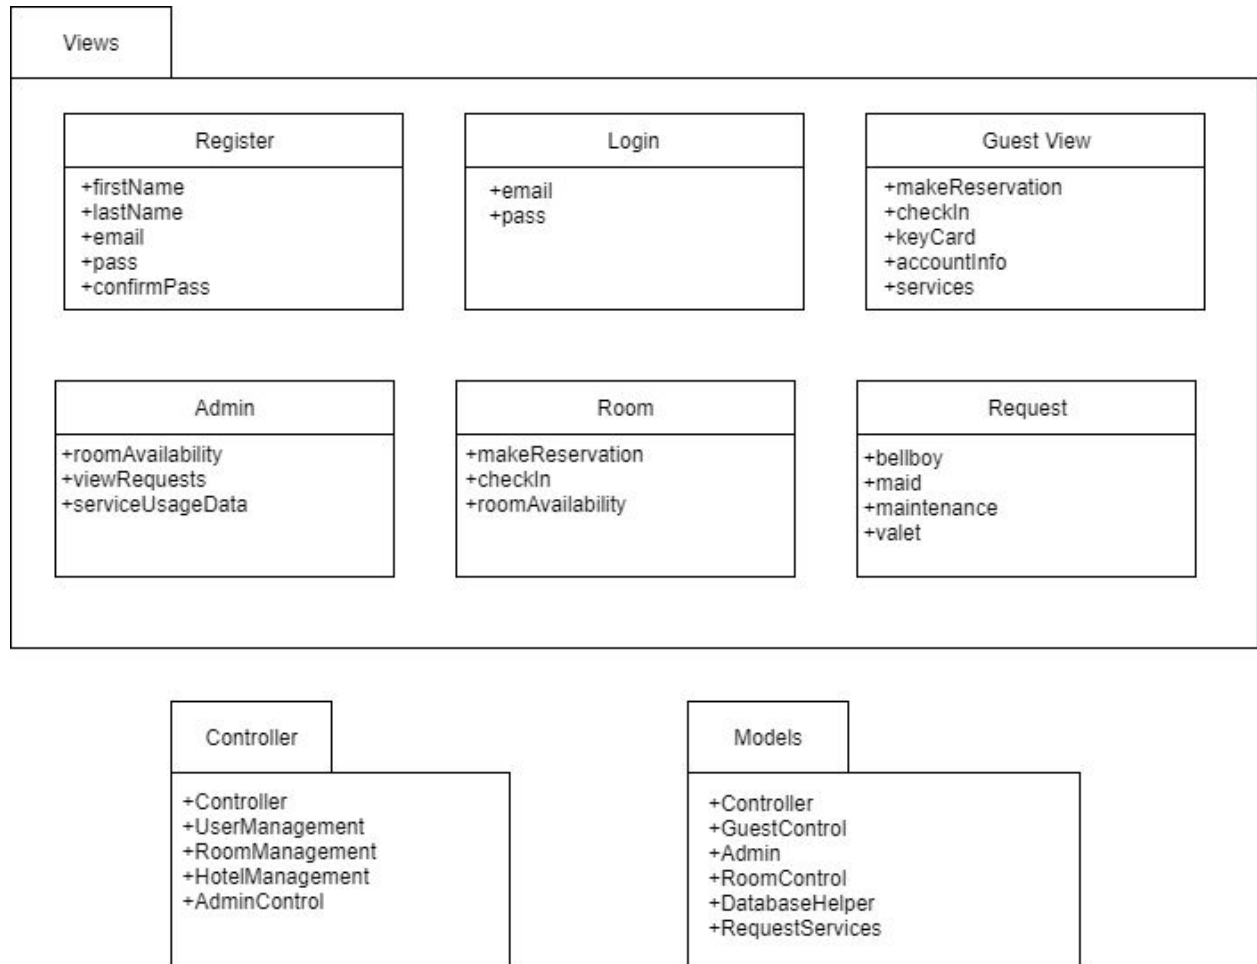 Views
Register
+firstName
+lastName
+email
+pass
+confirmPass
Login
+email
+pass
Guest View
+makeReservation
+checkIn
+keyCard
+accountInfo
+services
Admin
+roomAvailability
+viewRequests
+serviceUsageData
Room
+makeReservation
+checkIn
+roomAvailability
Request
+bellboy
+maid
+maintenance
+valet
Controller
+Controller
+UserManagement
+RoomManagement
+HotelManagement
+AdminControl
Models
+Controller
+GuestControl
+Admin
+RoomControl
+DatabaseHelper
+RequestServices